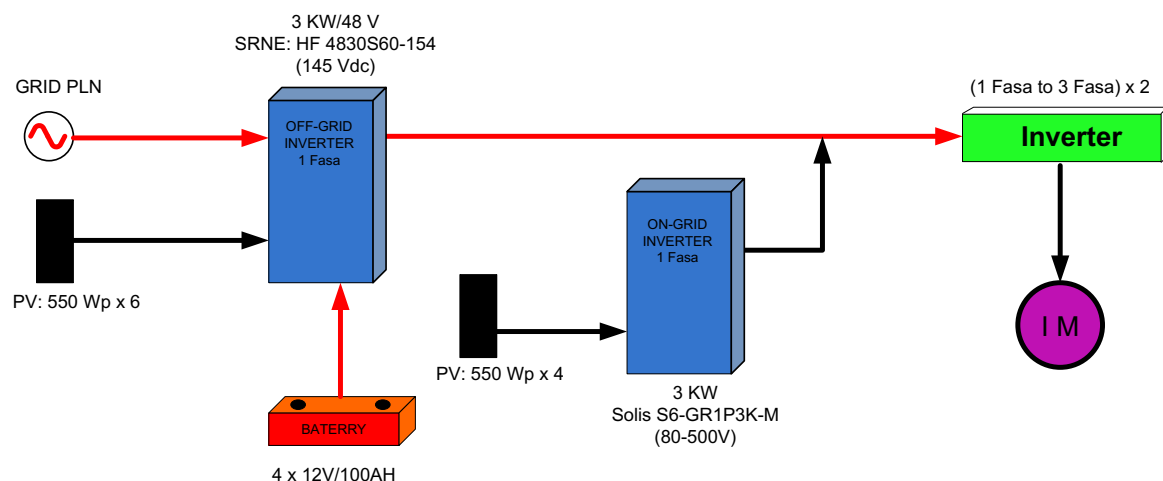 3 KW/48 V
SRNE: HF 4830S60-154
(145 Vdc)
GRID PLN
OFF-GRID
INVERTER
1 Fasa
(1 Fasa to 3 Fasa) x 2
Inverter
PV: 550 Wp x 6
ON-GRID
INVERTER
1 Fasa
I M
PV: 550 Wp x 4
3 KW
Solis S6-GR1P3K-M
(80-500V)
BATERRY
4 x 12V/100AH